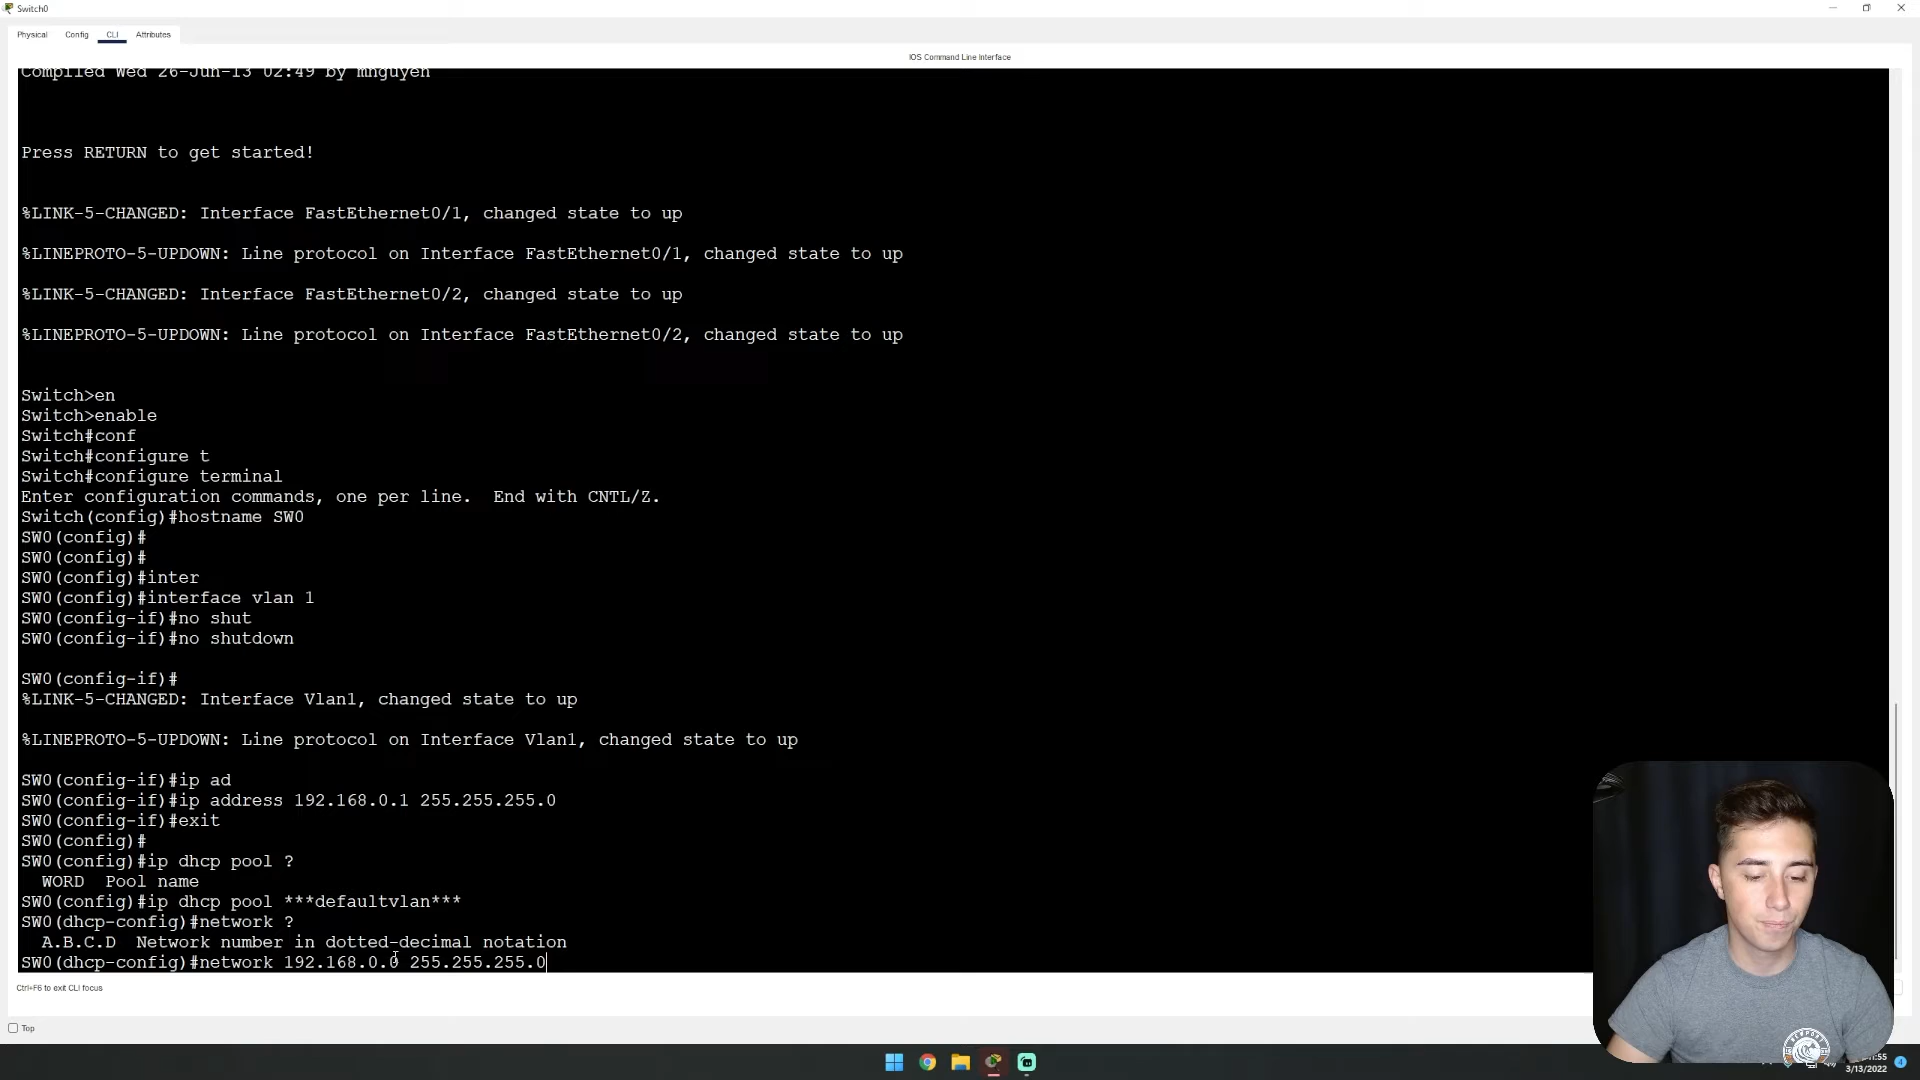 Switch0
Physical Config CLI Attributes
IOS Command Line Interface
Compiled Wed 26-Jun-13 02:49 by mnguyen
Press RETURN to get started!
%LINK-5-CHANGED: Interface FastEthernet0/1, changed state to up
%LINEPROTO-5-UPDOWN: Line protocol on Interface FastEthernet0/1, changed state to up
%LINK-5-CHANGED: Interface FastEthernet0/2, changed state to up
%LINEPROTO-5-UPDOWN: Line protocol on Interface FastEthernet0/2, changed state to up
Switch>en
Switch>enable
Switch#conf
Switch#configure t
Switch#configure terminal
Enter configuration commands, one per line.  End with CNTL/Z.
Switch(config)#hostname SW0
SW0(config)#
SW0(config)#
SW0(config)#inter
SW0(config)#interface vlan 1
SW0(config-if)#no shut
SW0(config-if)#no shutdown
SW0(config-if)#
%LINK-5-CHANGED: Interface Vlan1, changed state to up
%LINEPROTO-5-UPDOWN: Line protocol on Interface Vlan1, changed state to up
SW0(config-if)#ip ad
SW0(config-if)#ip address 192.168.0.1 255.255.255.0
SW0(config-if)#exit
SW0(config)#
SW0(config)#ip dhcp pool ?
WORD  Pool name
SW0(config)#ip dhcp pool ***defaultvlan***
SW0(dhcp-config)#network ?
A.B.C.D  Network number in dotted-decimal notation
SW0(dhcp-config)#network 192.168.0.0 255.255.255.0
Ctrl+F6 to exit CLI focus
Top
3/13/2022